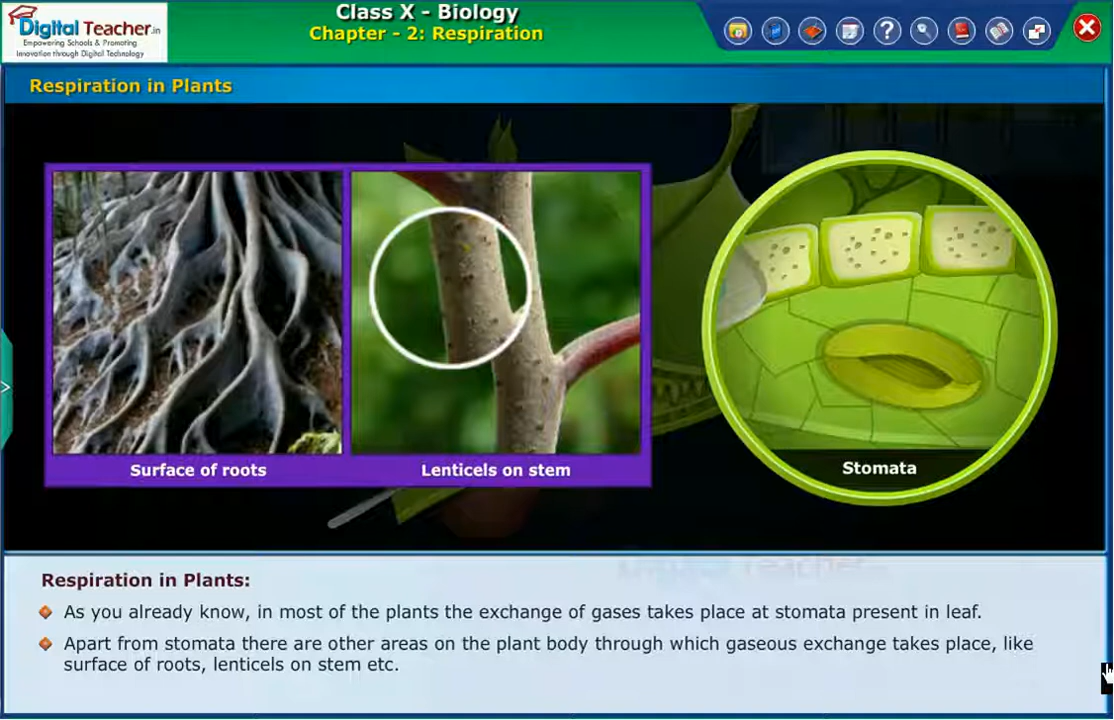 Digital Teacher.in
Empowering Schools & Promoting
Innovation through Digital Technology
Class X - Biology
Chapter - 2: Respiration
Respiration in Plants
Surface of roots
Lenticels on stem
Stomata
Respiration in Plants:
As you already know, in most of the plants the exchange of gases takes place at stomata present in leaf.
Apart from stomata there are other areas on the plant body through which gaseous exchange takes place, like
surface of roots, lenticels on stem etc.